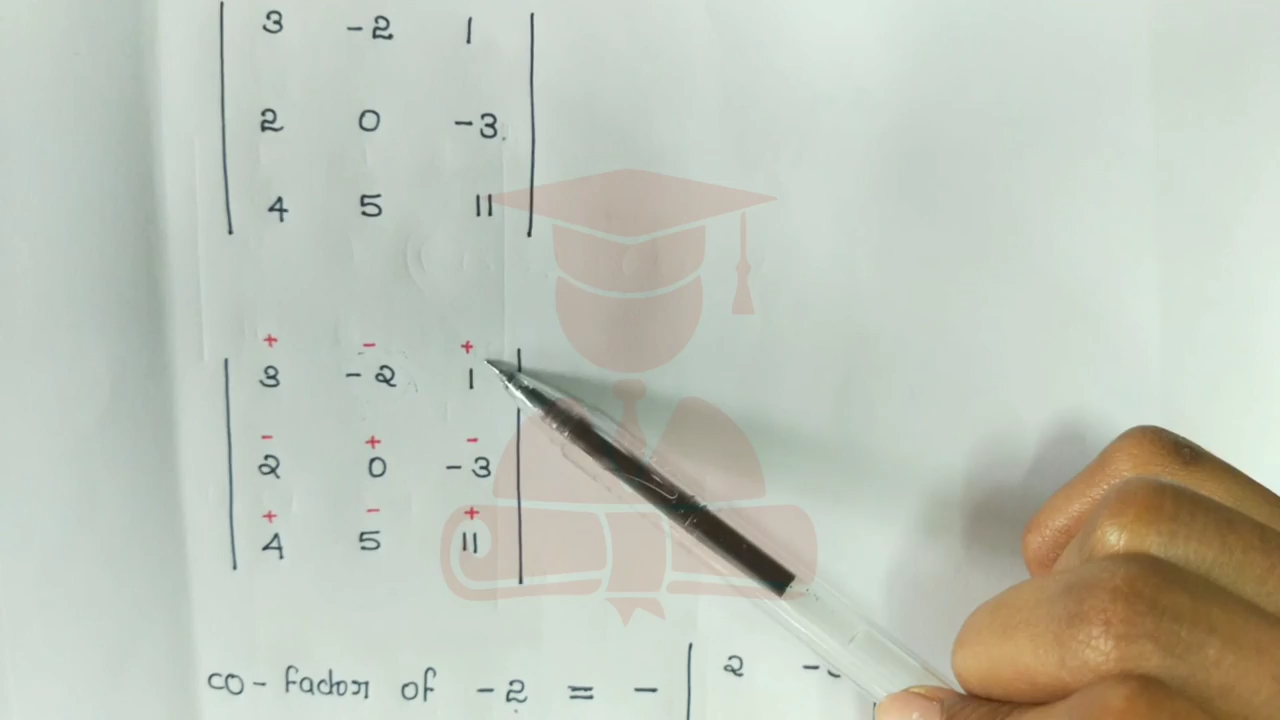 3 -2 1
2 0 -3
4 5 11
+ - +
3 -2 1
- + -
2 0 -3
+ - +
4 5 11
co-factor of -2 = - | 2